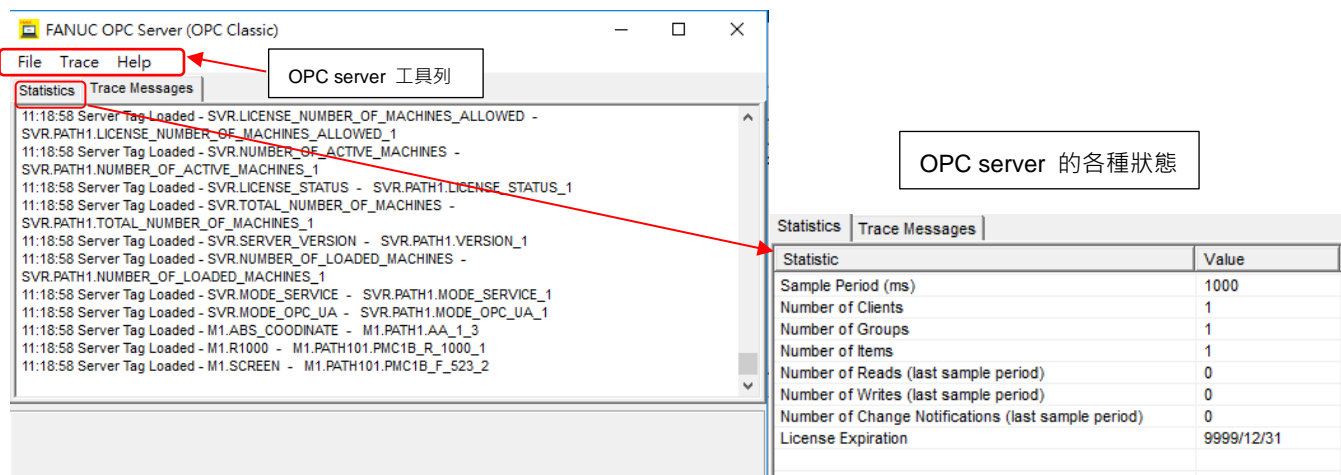 FANUC OPC Server (OPC Classic)
File Trace Help
OPC server 工具列
Statistics Trace Messages
11:18:58 Server Tag Loaded - SVR.LICENSE_NUMBER_OF_MACHINES_ALLOWED -
SVR.PATH1.LICENSE_NUMBER_OF_MACHINES_ALLOWED_1
11:18:58 Server Tag Loaded - SVR.NUMBER_OF_ACTIVE_MACHINES -
SVR.PATH1.NUMBER_OF_ACTIVE_MACHINES_1
11:18:58 Server Tag Loaded - SVR.LICENSE_STATUS - SVR.PATH1.LICENSE_STATUS_1
11:18:58 Server Tag Loaded - SVR.TOTAL_NUMBER_OF_MACHINES -
SVR.PATH1.TOTAL_NUMBER_OF_MACHINES_1
11:18:58 Server Tag Loaded - SVR.SERVER_VERSION - SVR.PATH1.VERSION_1
11:18:58 Server Tag Loaded - SVR.NUMBER_OF_LOADED_MACHINES -
SVR.PATH1.NUMBER_OF_LOADED_MACHINES_1
11:18:58 Server Tag Loaded - SVR.MODE_SERVICE - SVR.PATH1.MODE_SERVICE_1
11:18:58 Server Tag Loaded - SVR.MODE_OPC_UA - SVR.PATH1.MODE_OPC_UA_1
11:18:58 Server Tag Loaded - M1.ABS_COODINATE - M1.PATH1.AA_1_3
11:18:58 Server Tag Loaded - M1.R1000 - M1.PATH101.PMC1B_R_1000_1
11:18:58 Server Tag Loaded - M1.SCREEN - M1.PATH101.PMC1B_F_523_2
OPC server 的各種狀態
Statistics Trace Messages
Statistic Value
Sample Period (ms) 1000
Number of Clients 1
Number of Groups 1
Number of Items 1
Number of Reads (last sample period) 0
Number of Writes (last sample period) 0
Number of Change Notifications (last sample period) 0
License Expiration 9999/12/31